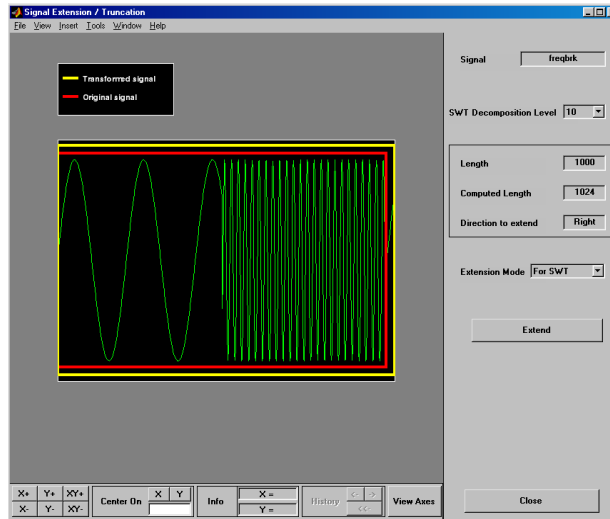 Signal Extension / Truncation
File View Insert Tools Window Help
Transformed signal
Original signal
Signal freqbrk
SWT Decomposition Level 10
Length 1000
Computed Length 1024
Direction to extend Right
Extension Mode For SWT
Extend
X+ Y+ XY+
X- Y- XY-
Center On X Y
Info X =
Y =
History <- ->
<<-
View Axes
Close